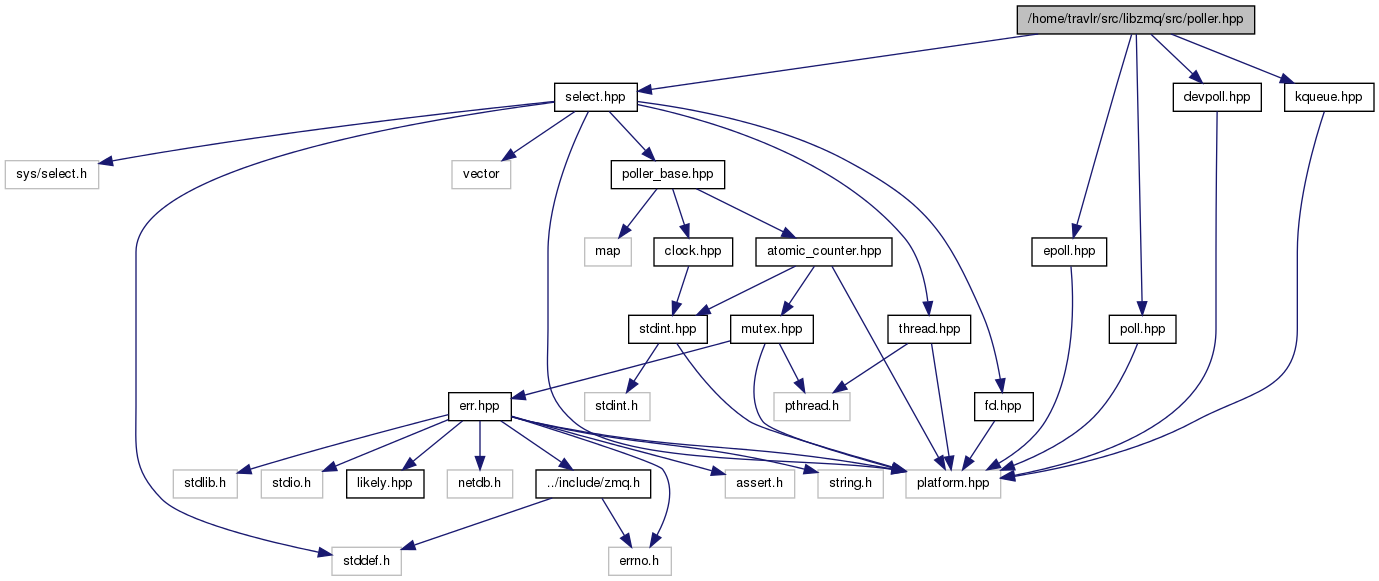 /home/travlr/src/libzmq/src/poller.hpp
select.hpp
devpoll.hpp
kqueue.hpp
sys/select.h
vector
poller_base.hpp
map
clock.hpp
atomic_counter.hpp
epoll.hpp
stdint.hpp
mutex.hpp
thread.hpp
poll.hpp
err.hpp
stdint.h
pthread.h
fd.hpp
stdlib.h
stdio.h
likely.hpp
netdb.h
../include/zmq.h
assert.h
string.h
platform.hpp
stddef.h
errno.h